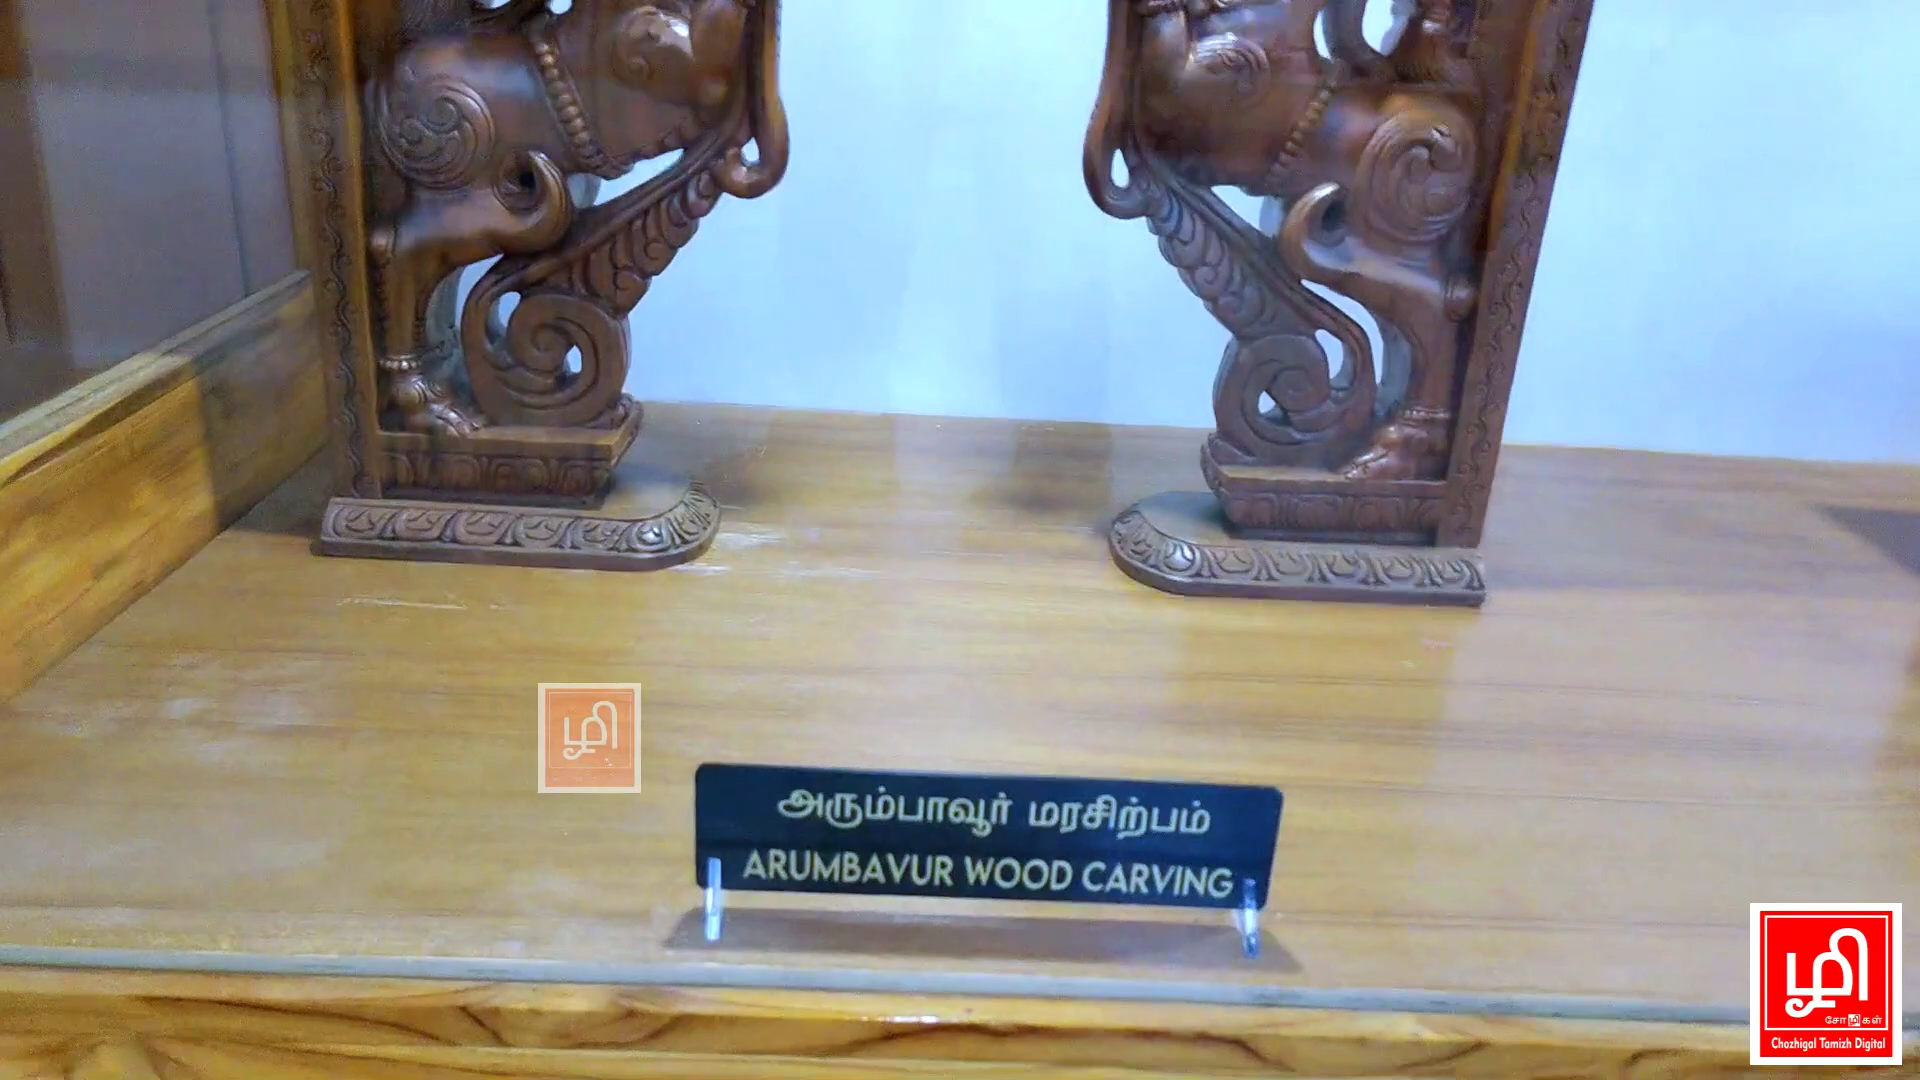 ழி
அரும்பாவூர் மரசிற்பம்
ARUMBAVUR WOOD CARVING
ழி
சோழிகள்
Chozhigal Tamizh Digital